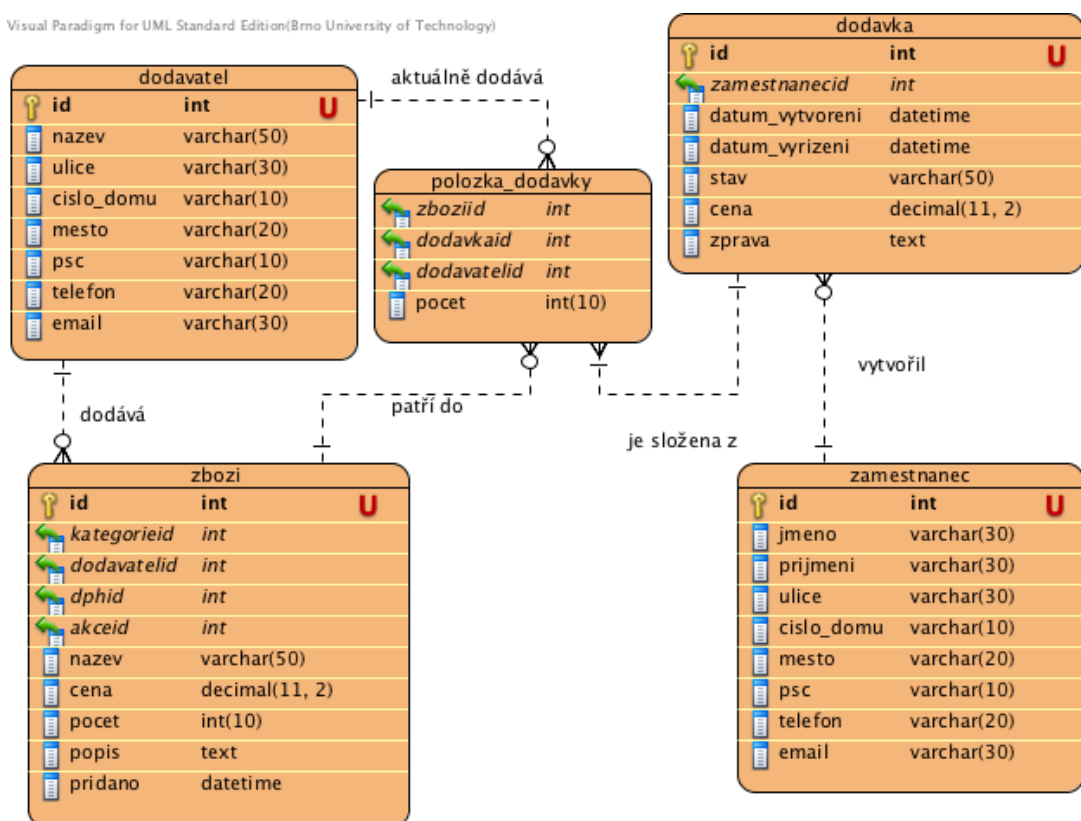 Visual Paradigm for UML Standard Edition(Brno University of Technology)
dodavatel
id int U
nazev varchar(50)
ulice varchar(30)
cislo_domu varchar(10)
mesto varchar(20)
psc varchar(10)
telefon varchar(20)
email varchar(30)
aktuálně dodává
polozka_dodavky
zboziid int
dodavkaid int
dodavatelid int
pocet int(10)
dodavka
id int U
zamestnanecid int
datum_vytvoreni datetime
datum_vyrizeni datetime
stav varchar(50)
cena decimal(11, 2)
zprava text
dodává
patří do
je složena z
vytvořil
zbozi
id int U
kategorieid int
dodavatelid int
dphid int
akceid int
nazev varchar(50)
cena decimal(11, 2)
pocet int(10)
popis text
pridano datetime
zamestnanec
id int U
jmeno varchar(30)
prijmeni varchar(30)
ulice varchar(30)
cislo_domu varchar(10)
mesto varchar(20)
psc varchar(10)
telefon varchar(20)
email varchar(30)